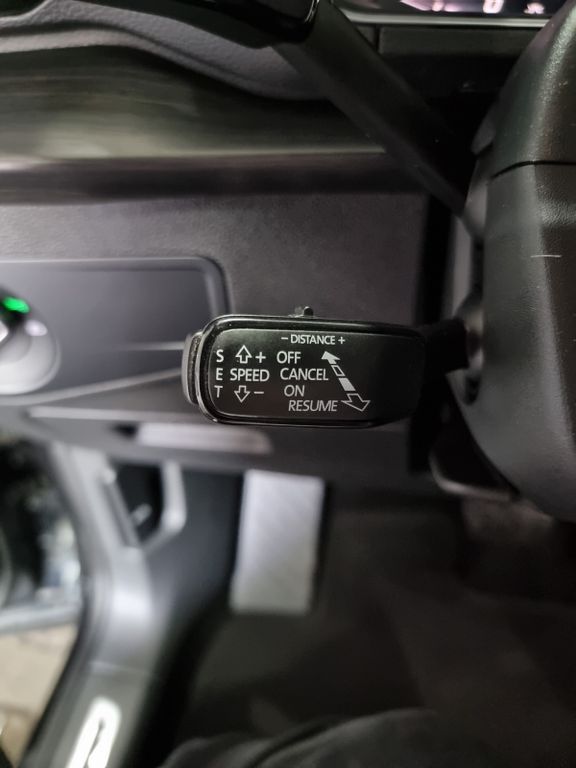 - DISTANCE +
S + OFF
E SPEED CANCEL
T - ON
RESUME